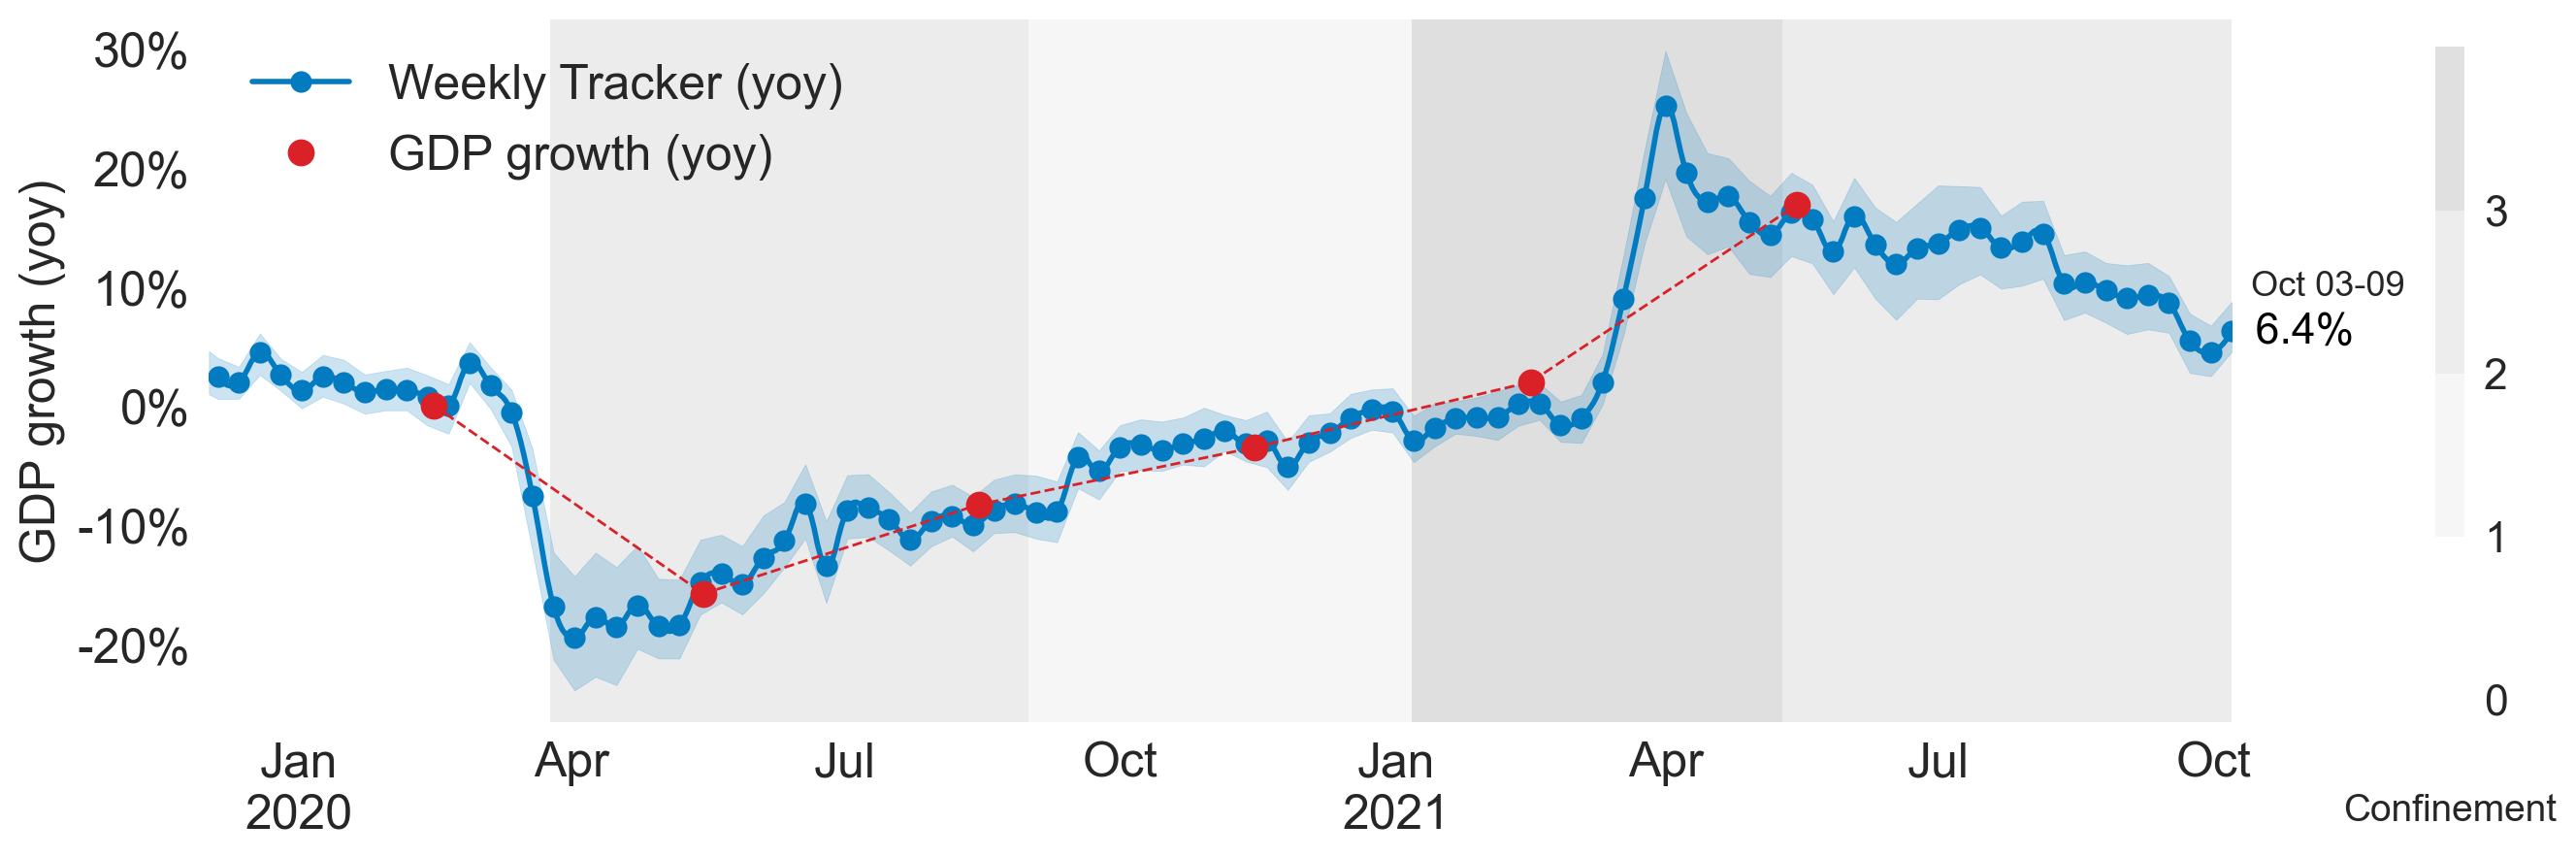 30%
20%
10%
0%
-10%
-20%
GDP growth (yoy)
Weekly Tracker (yoy)
GDP growth (yoy)
Oct 03-09
6.4%
3
2
1
0
Jan Apr Jul Oct Jan Apr Jul Oct
2020 2021
Confinement